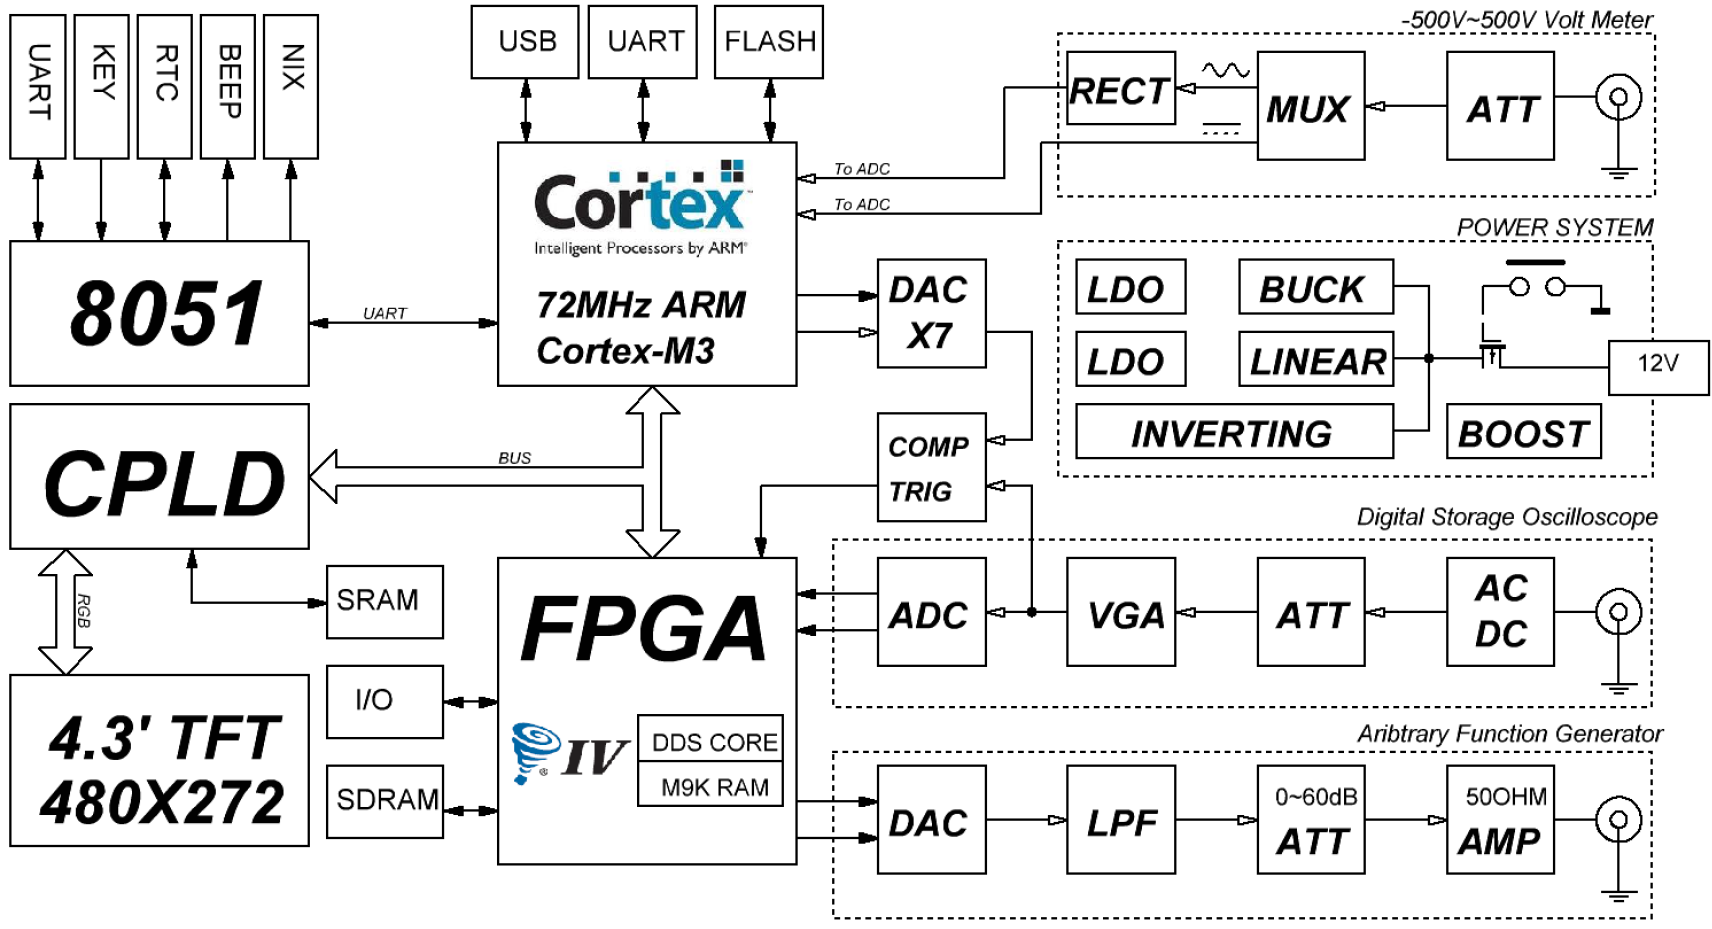 UART
KEY
RTC
BEEP
NIX
USB
UART
FLASH
-500V~500V Volt Meter
RECT
MUX
ATT
To ADC
To ADC
Cortex
Intelligent Processors by ARM®
72MHz ARM
Cortex-M3
8051
UART
DAC
X7
POWER SYSTEM
LDO
BUCK
LDO
LINEAR
12V
INVERTING
BOOST
CPLD
BUS
COMP
TRIG
RGB
SRAM
I/O
SDRAM
4.3' TFT
480X272
FPGA
IV
DDS CORE
M9K RAM
Digital Storage Oscilloscope
ADC
VGA
ATT
AC
DC
Aribtrary Function Generator
DAC
LPF
0~60dB
ATT
50OHM
AMP